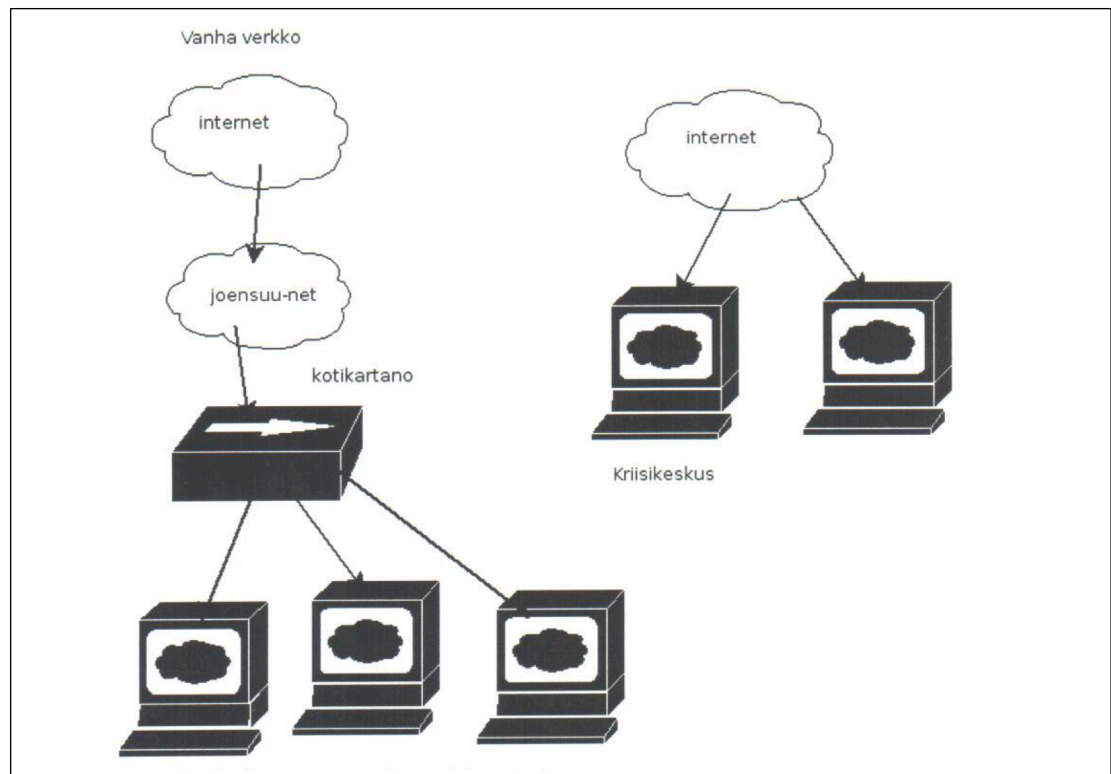 Vanha verkko
internet
internet
joensuu-net
kotikartano
Kriisikeskus